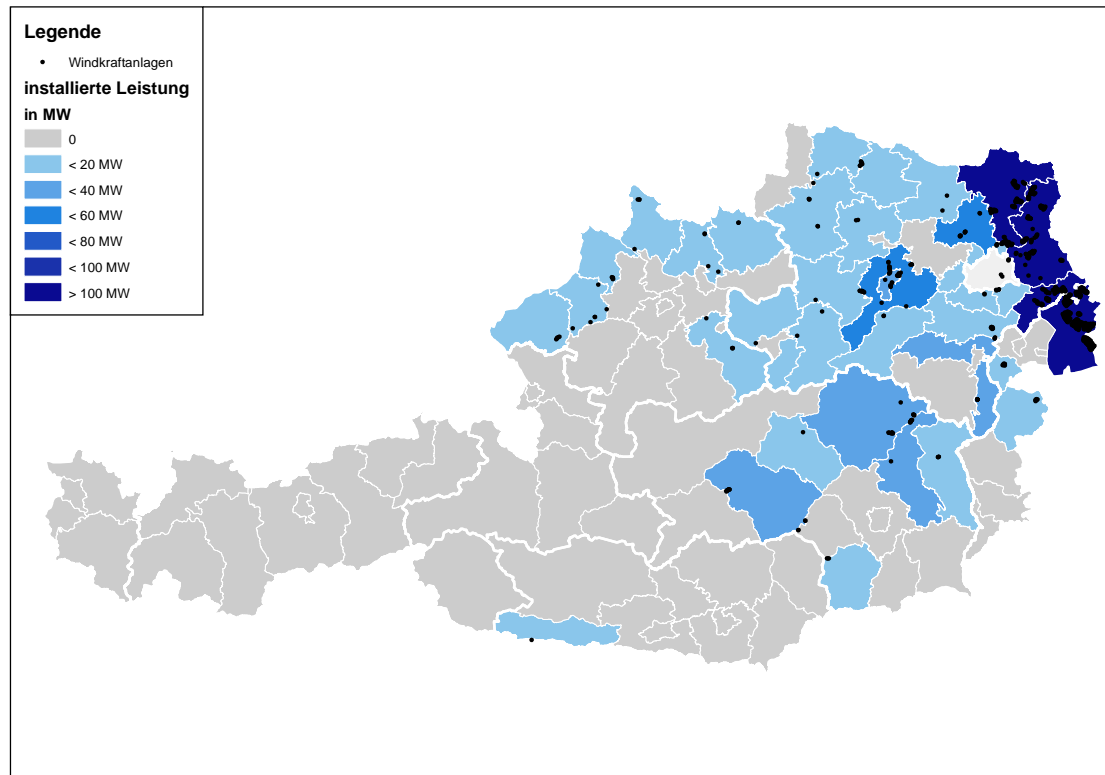 Legende
Windkraftanlagen
installierte Leistung
in MW
0
< 20 MW
< 40 MW
< 60 MW
< 80 MW
< 100 MW
> 100 MW